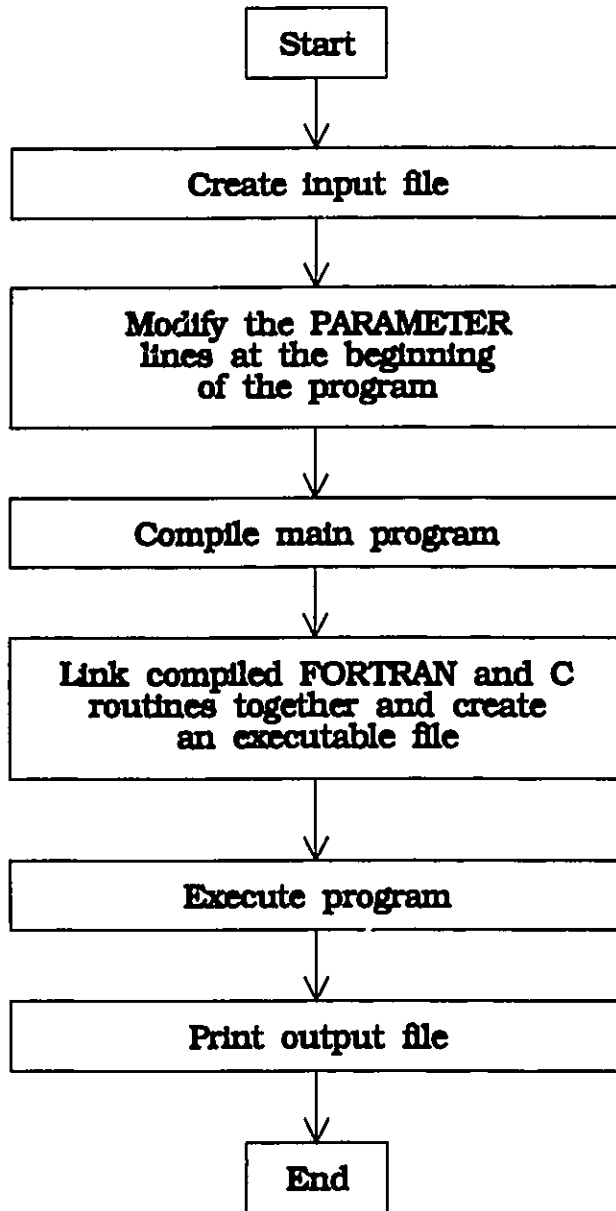 Start
Create input file
Modify the PARAMETER
lines at the beginning
of the program
Compile main program
Link compiled FORTRAN and C
routines together and create
an executable file
Execute program
Print output file
End